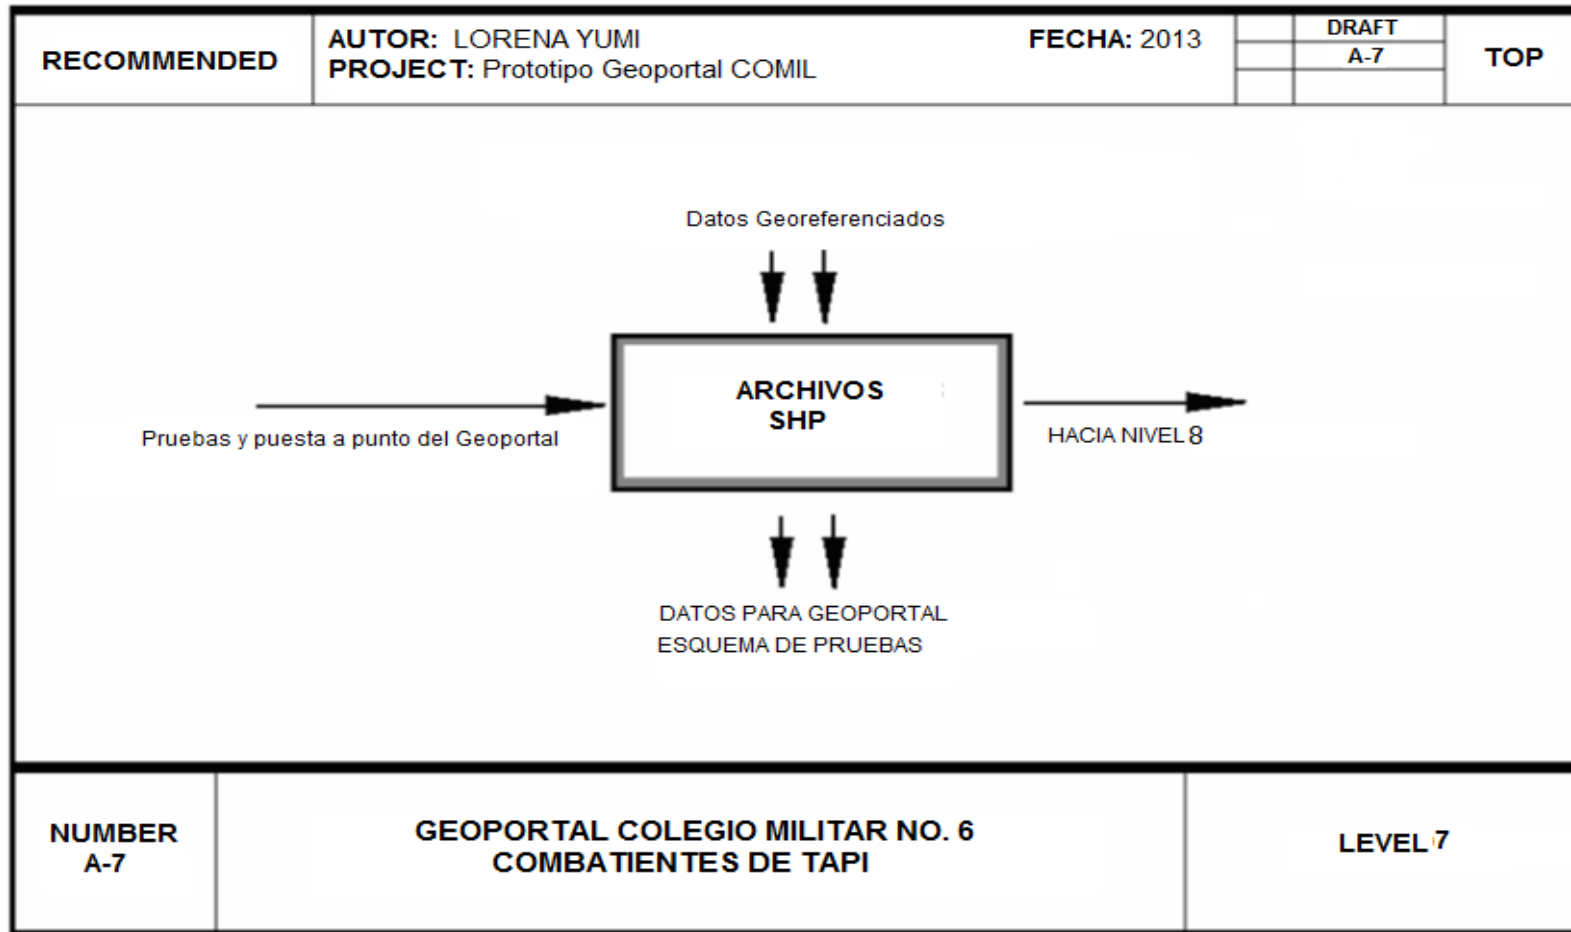 RECOMMENDED
AUTOR: LORENA YUMI
FECHA: 2013
PROJECT: Prototipo Geoportal COMIL
DRAFT
A-7
TOP
Datos Georeferenciados
ARCHIVOS
SHP
Pruebas y puesta a punto del Geoportal
HACIA NIVEL 8
DATOS PARA GEOPORTAL
ESQUEMA DE PRUEBAS
NUMBER
A-7
GEOPORTAL COLEGIO MILITAR NO. 6
COMBATIENTES DE TAPI
LEVEL 7